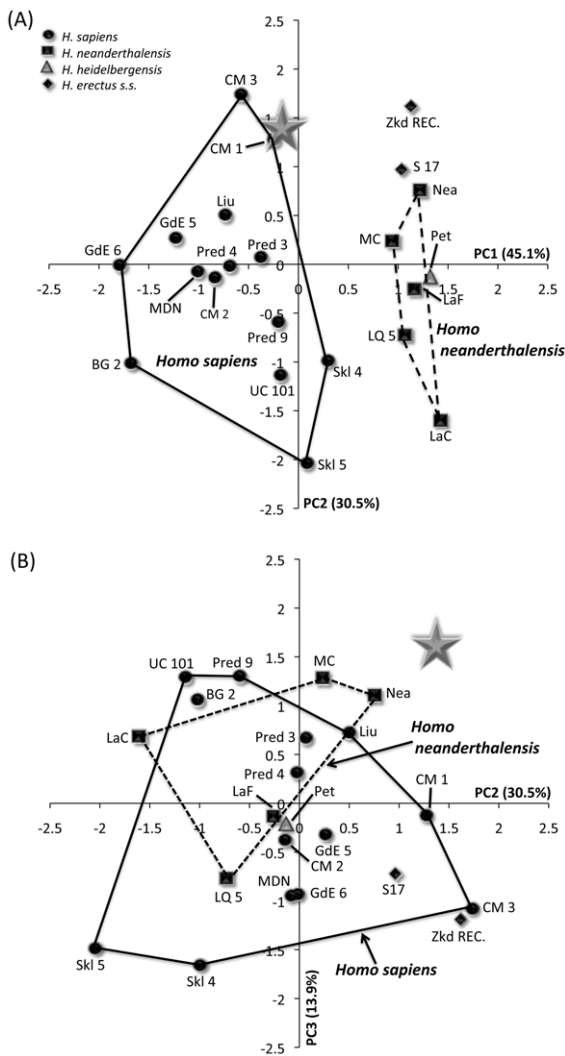 (A)
H. sapiens
H. neanderthalensis
H. heidelbergensis
H. erectus s.s.
2.5
2
CM 3
1.5
Zkd REC.
1
CM 1
S 17
Nea
Liu
0.5
GdE 5
MC
Pet
GdE 6
Pred 4
Pred 3
PC1 (45.1%)
0
-2.5
-2
-1.5
-1
-0.5
0
0.5
1
1.5
2
2.5
MDN
CM 2
LaF
-0.5
Pred 9
LQ 5
Homo
neanderthalensis
BG 2
Homo sapiens
-1
Skl 4
UC 101
-1.5
LaC
-2
Skl 5
-2.5
PC2 (30.5%)
(B)
2.5
2
1.5
UC 101
Pred 9
MC
BG 2
1
Nea
LaC
Pred 3
Liu
Homo
neanderthalensis
0.5
Pred 4
LaF
Pet
CM 1
PC2 (30.5%)
0
-2.5
-2
-1.5
-1
-0.5
0
0.5
1
1.5
2
2.5
GdE 5
-0.5
CM 2
MDN
S17
LQ 5
GdE 6
-1
CM 3
Zkd REC.
Skl 5
-1.5
Skl 4
Homo sapiens
-2
-2.5
PC3 (13.9%)